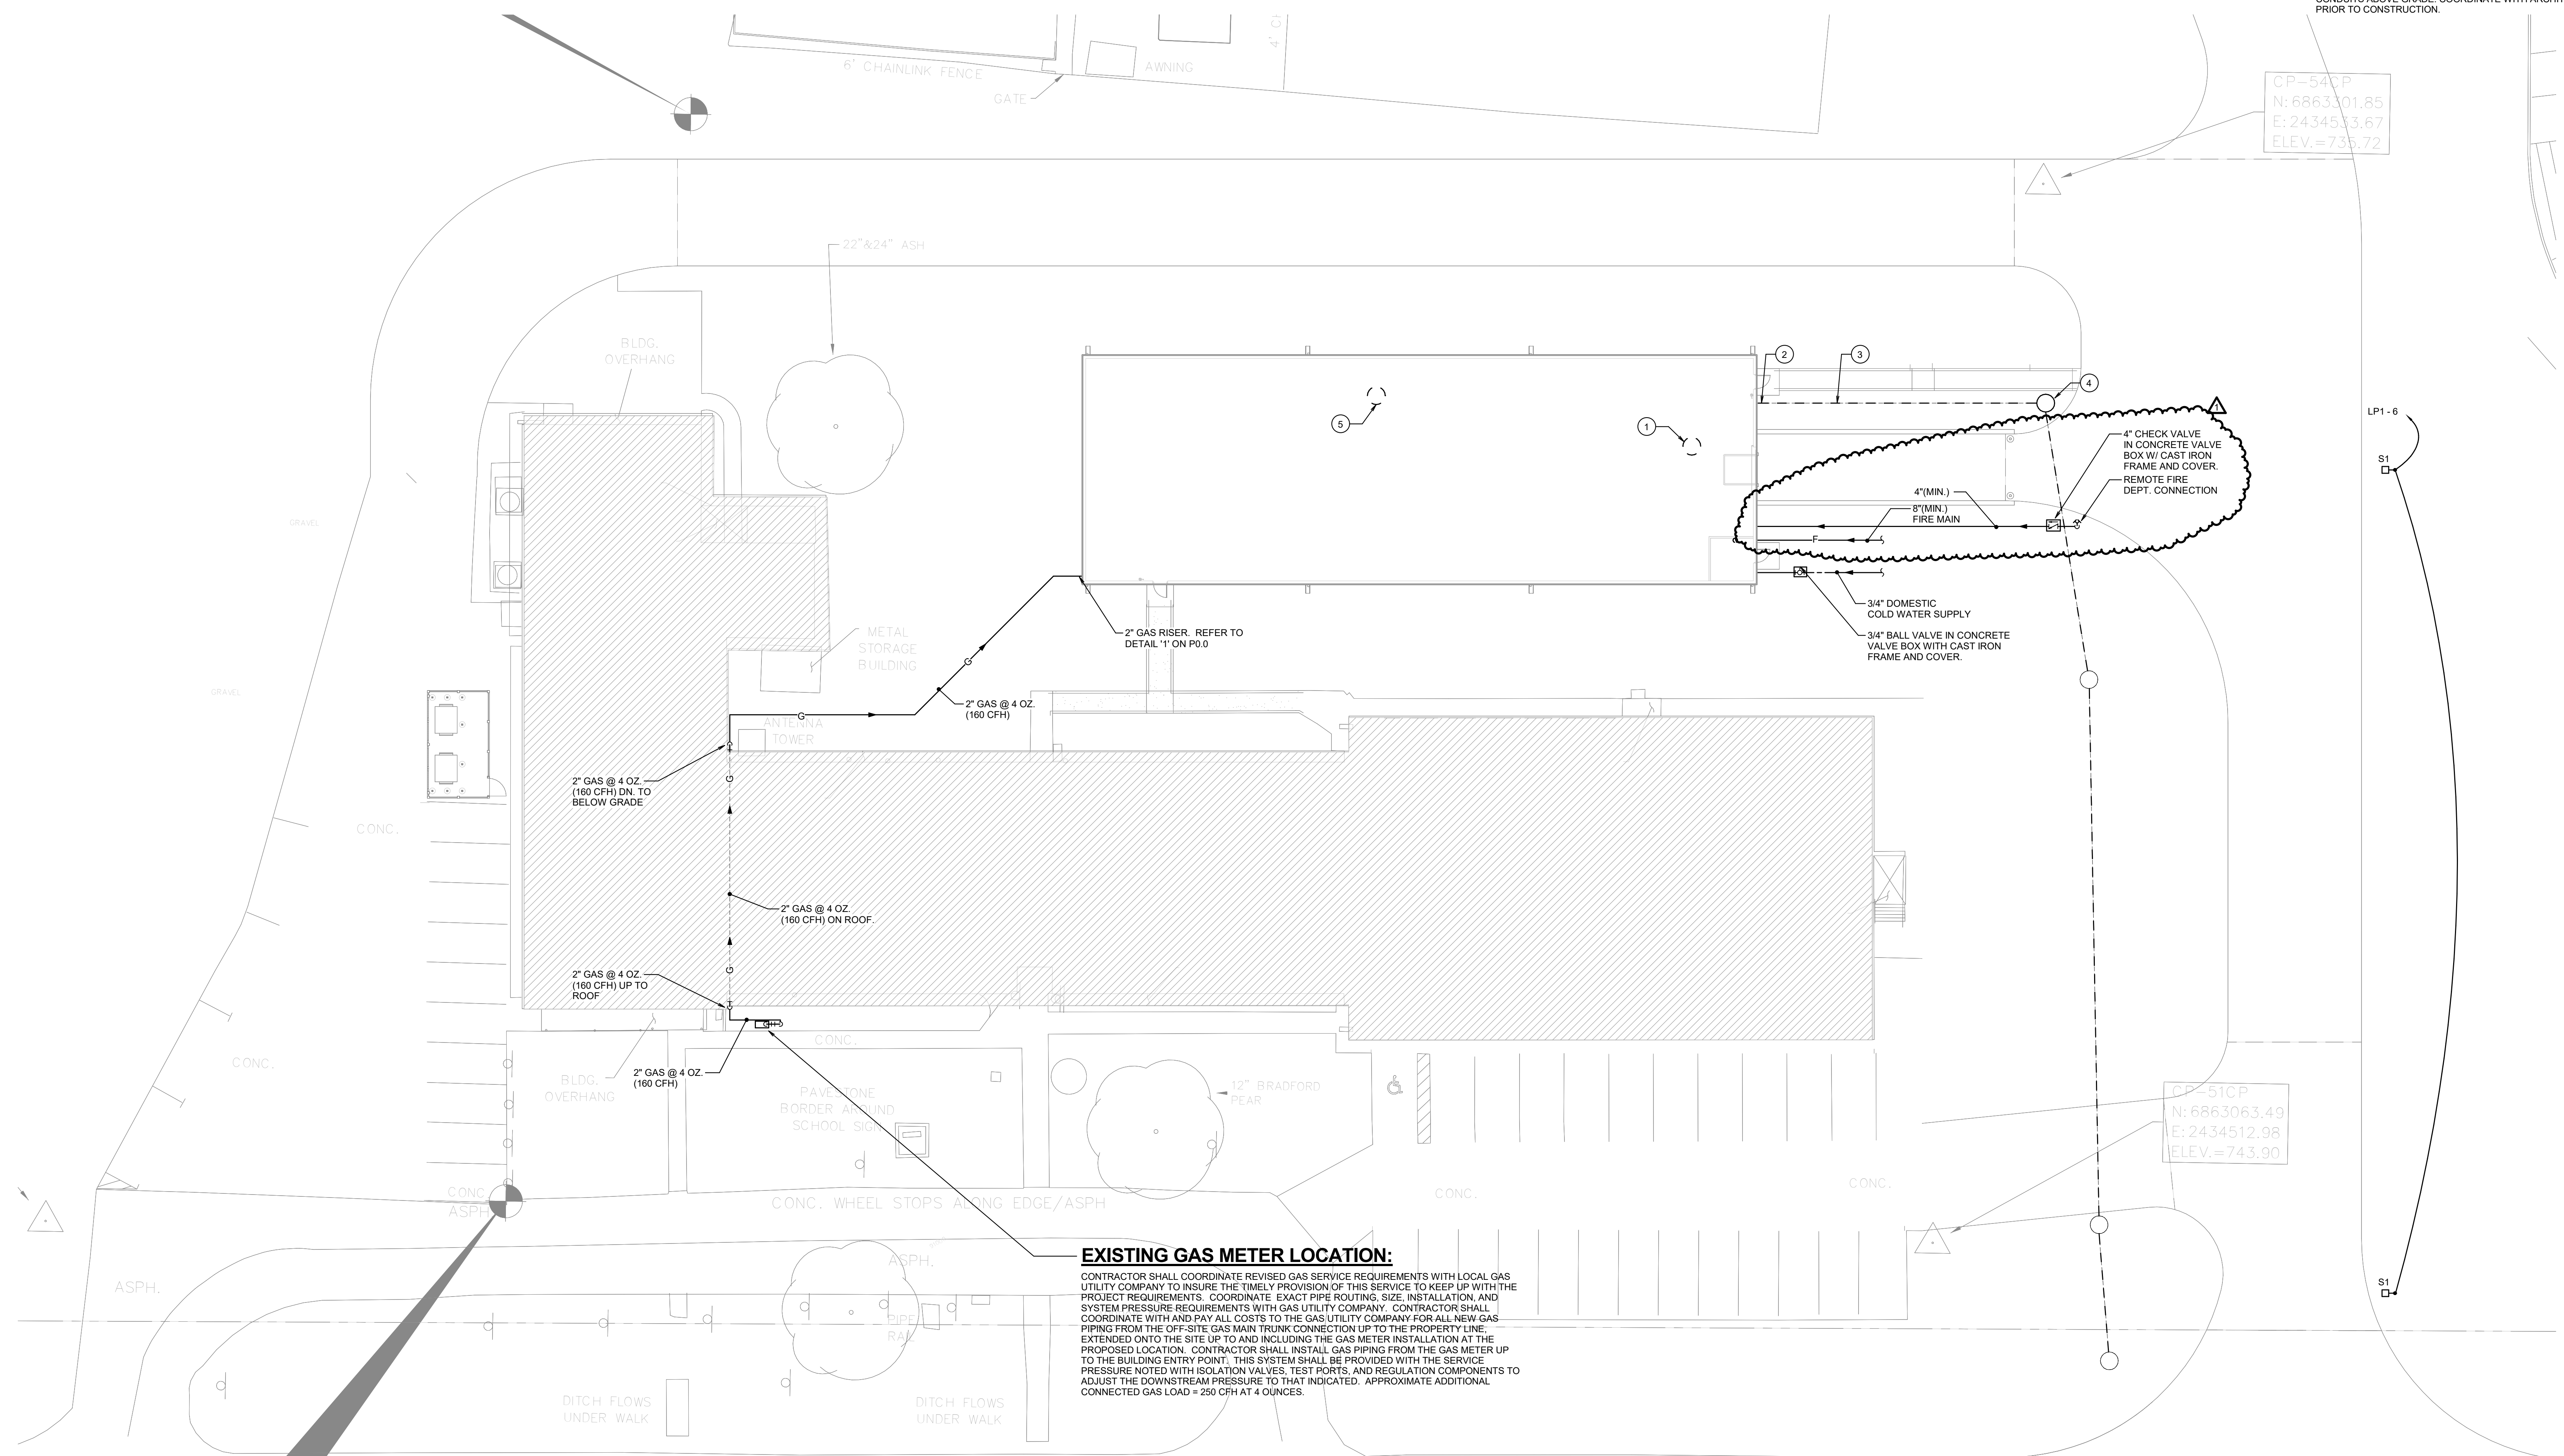 PRIOR TO CONSTRUCTION.
6' CHAINLINK FENCE
GATE
AWNING
CP-54CP
N: 6863301.85
E: 2434533.67
ELEV.=735.72
22"&24" ASH
BLDG.
OVERHANG
2
3
4
5
1
1
LP1 - 6
S1
4" CHECK VALVE
IN CONCRETE VALVE
BOX W/ CAST IRON
FRAME AND COVER.
REMOTE FIRE
DEPT. CONNECTION
4"(MIN.)
8"(MIN.)
FIRE MAIN
F
GRAVEL
3/4" DOMESTIC
COLD WATER SUPPLY
3/4" BALL VALVE IN CONCRETE
VALVE BOX WITH CAST IRON
FRAME AND COVER.
METAL
STORAGE
BUILDING
2" GAS RISER. REFER TO
DETAIL '1' ON P0.0
G
GRAVEL
2" GAS @ 4 OZ.
(160 CFH)
G
ANTENNA
TOWER
2" GAS @ 4 OZ.
(160 CFH) DN. TO
BELOW GRADE
G
CONC.
2" GAS @ 4 OZ.
(160 CFH) ON ROOF.
2" GAS @ 4 OZ.
(160 CFH) UP TO
ROOF
G
CONC.
CONC.
2" GAS @ 4 OZ.
(160 CFH)
BLDG.
OVERHANG
PAVESTONE
BORDER AROUND
SCHOOL SIGN
12" BRADFORD
PEAR
CP-51CP
N: 6863063.49
E: 2434512.98
ELEV.=743.90
CONC.
ASPH.
CONC. WHEEL STOPS ALONG EDGE/ASPH
CONC.
CONC.
ASPH.
ASPH.
S1
PIPE
RAIL
EXISTING GAS METER LOCATION:
CONTRACTOR SHALL COORDINATE REVISED GAS SERVICE REQUIREMENTS WITH LOCAL GAS
UTILITY COMPANY TO INSURE THE TIMELY PROVISION OF THIS SERVICE TO KEEP UP WITH THE
PROJECT REQUIREMENTS. COORDINATE EXACT PIPE ROUTING, SIZE, INSTALLATION, AND
SYSTEM PRESSURE REQUIREMENTS WITH GAS UTILITY COMPANY. CONTRACTOR SHALL
COORDINATE WITH AND PAY ALL COSTS TO THE GAS UTILITY COMPANY FOR ALL NEW GAS
PIPING FROM THE OFF-SITE GAS MAIN TRUNK CONNECTION UP TO THE PROPERTY LINE,
EXTENDED ONTO THE SITE UP TO AND INCLUDING THE GAS METER INSTALLATION AT THE
PROPOSED LOCATION. CONTRACTOR SHALL INSTALL GAS PIPING FROM THE GAS METER UP
TO THE BUILDING ENTRY POINT. THIS SYSTEM SHALL BE PROVIDED WITH THE SERVICE
PRESSURE NOTED WITH ISOLATION VALVES, TEST PORTS, AND REGULATION COMPONENTS TO
ADJUST THE DOWNSTREAM PRESSURE TO THAT INDICATED. APPROXIMATE ADDITIONAL
CONNECTED GAS LOAD = 250 CFH AT 4 OUNCES.
DITCH FLOWS
UNDER WALK
DITCH FLOWS
UNDER WALK